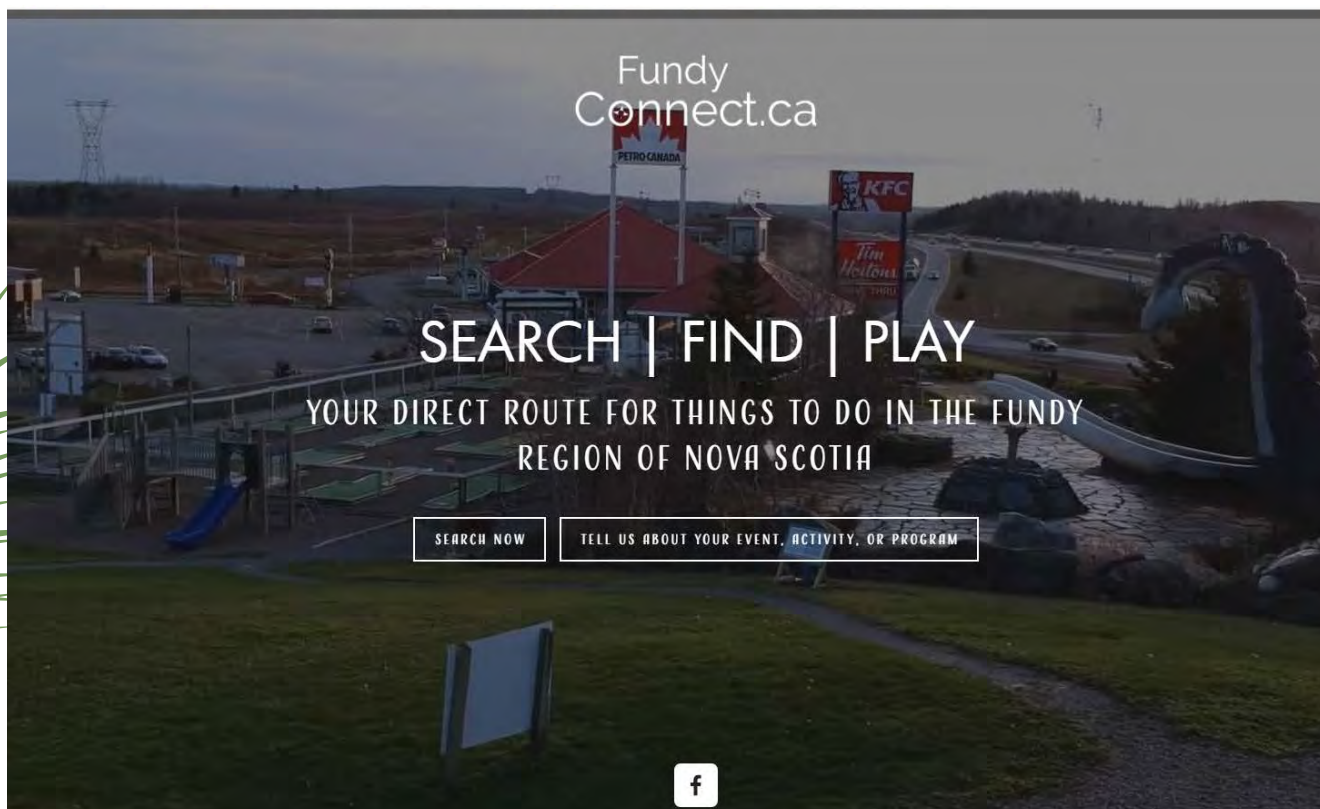 Fundy
Connect.ca
PETRO-CANADA
KFC
Tim
Hortons
THRU
SEARCH | FIND | PLAY
YOUR DIRECT ROUTE FOR THINGS TO DO IN THE FUNDY
REGION OF NOVA SCOTIA
SEARCH NOW
TELL US ABOUT YOUR EVENT, ACTIVITY, OR PROGRAM
f